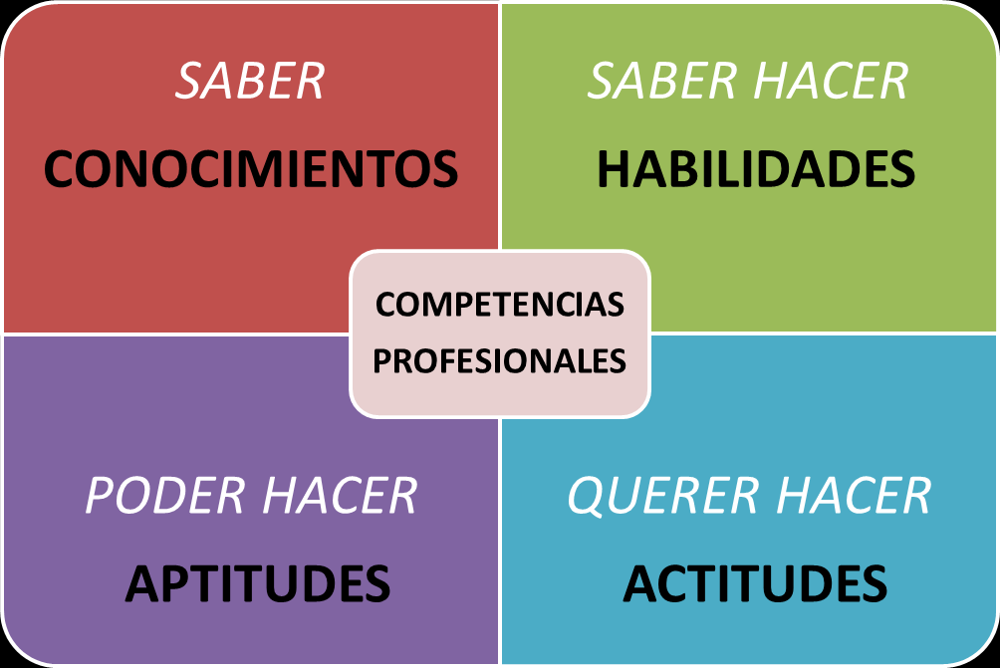 SABER
CONOCIMIENTOS
SABER HACER
HABILIDADES
COMPETENCIAS
PROFESIONALES
PODER HACER
APTITUDES
QUERER HACER
ACTITUDES